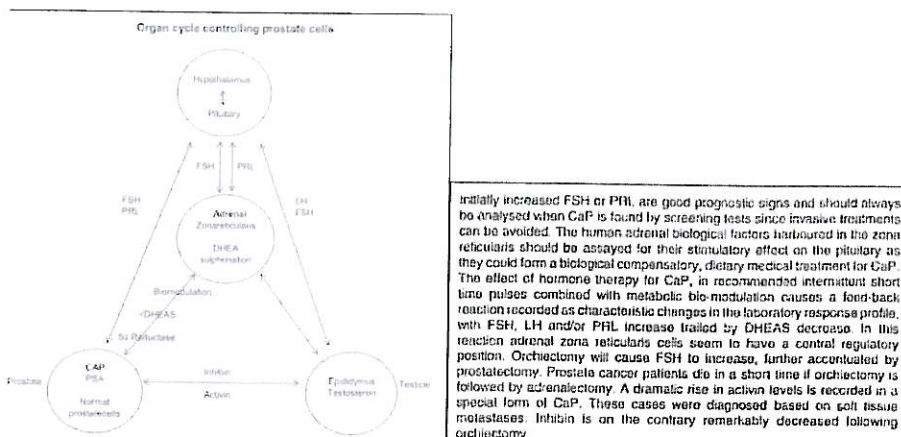 Organ cycle controlling prostate cells
Hypothalamus
Pituitary
FSH PRL
FSH
PRL
LH
FSH
Adrenal
Zonareticularis
DHEA
sulphonation
Biomodulation
<DHEAS
5α Reductase
Prostate
CAP
PSA
Normal
prostatecells
Inhibin
Activin
Epididymus
Testosteron
Testicle
Initially increased FSH or PRL are good prognostic signs and should always
be analysed when CaP is found by screening tests since invasive treatments
can be avoided. The human adrenal biological factors harboured in the zona
reticularis should be assayed for their stimulatory effect on the pituitary as
they could form a biological compensatory, dietary medical treatment for CaP.
The effect of hormone therapy for CaP, in recommended intermittent short
time pulses combined with metabolic bio-modulation causes a feed-back
reaction recorded as characteristic changes in the laboratory response profile,
with FSH, LH and/or PRL increase trailed by DHEAS decrease. In this
reaction adrenal zona reticularis cells seem to have a central regulatory
position. Orchiectomy will cause FSH to increase, further accentuated by
prostatectomy. Prostate cancer patients die in a short time if orchiectomy is
followed by adrenalectomy. A dramatic rise in activin levels is recorded in a
special form of CaP. These cases were diagnosed based on soft tissue
metastases. Inhibin is on the contrary remarkably decreased following
orchiectomy